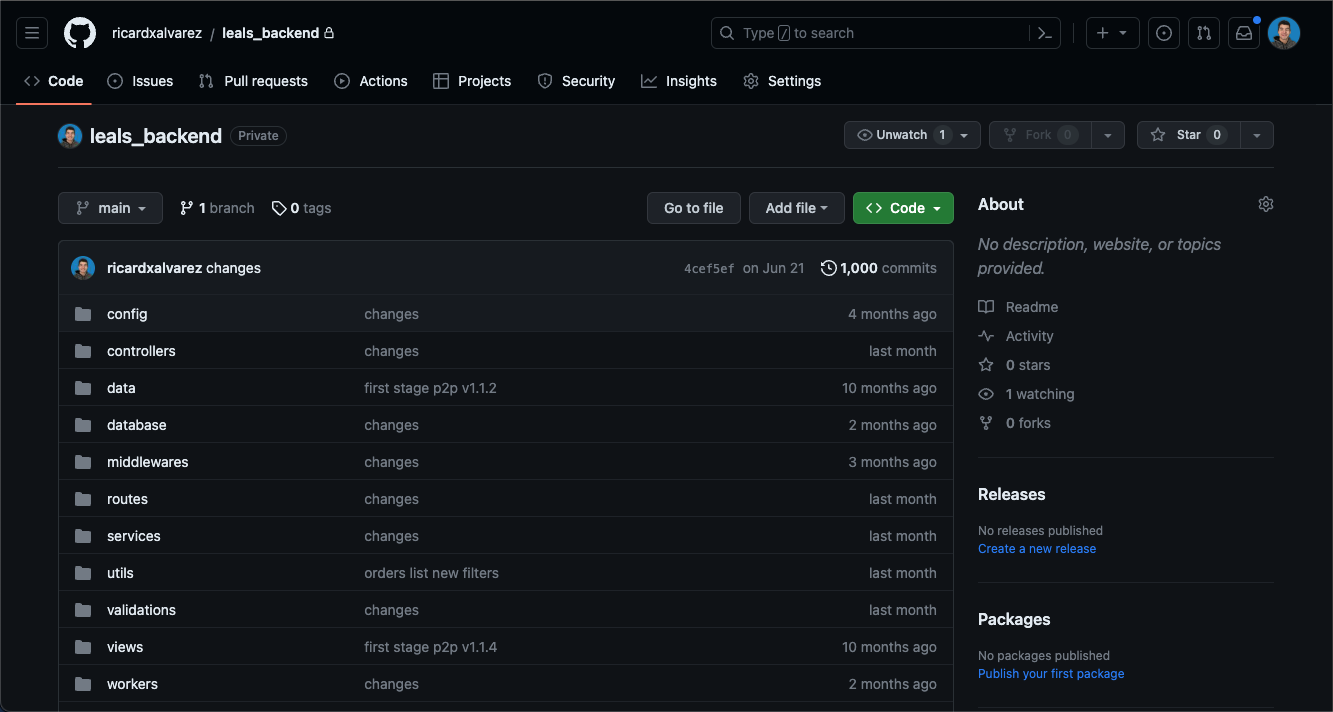 ricardxalvarez / leals_backend
Type / to search
Code Issues Pull requests Actions Projects Security Insights Settings
leals_backend Private
Unwatch 1 Fork 0 Star 0
main 1 branch 0 tags
Go to file Add file Code
ricardxalvarez changes 4cef5ef on Jun 21 1,000 commits
config changes 4 months ago
controllers changes last month
data first stage p2p v1.1.2 10 months ago
database changes 2 months ago
middlewares changes 3 months ago
routes changes last month
services changes last month
utils orders list new filters last month
validations changes last month
views first stage p2p v1.1.4 10 months ago
workers changes 2 months ago
About
No description, website, or topics
provided.
Readme
Activity
0 stars
1 watching
0 forks
Releases
No releases published
Create a new release
Packages
No packages published
Publish your first package